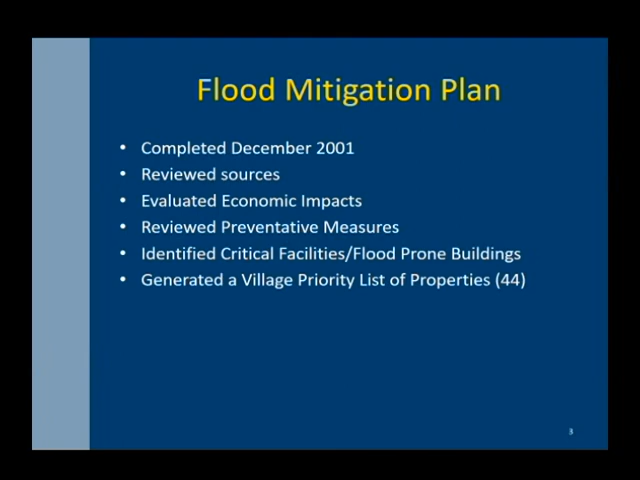 Flood Mitigation Plan
• Completed December 2001
• Reviewed sources
• Evaluated Economic Impacts
• Reviewed Preventative Measures
• Identified Critical Facilities/Flood Prone Buildings
• Generated a Village Priority List of Properties (44)
3